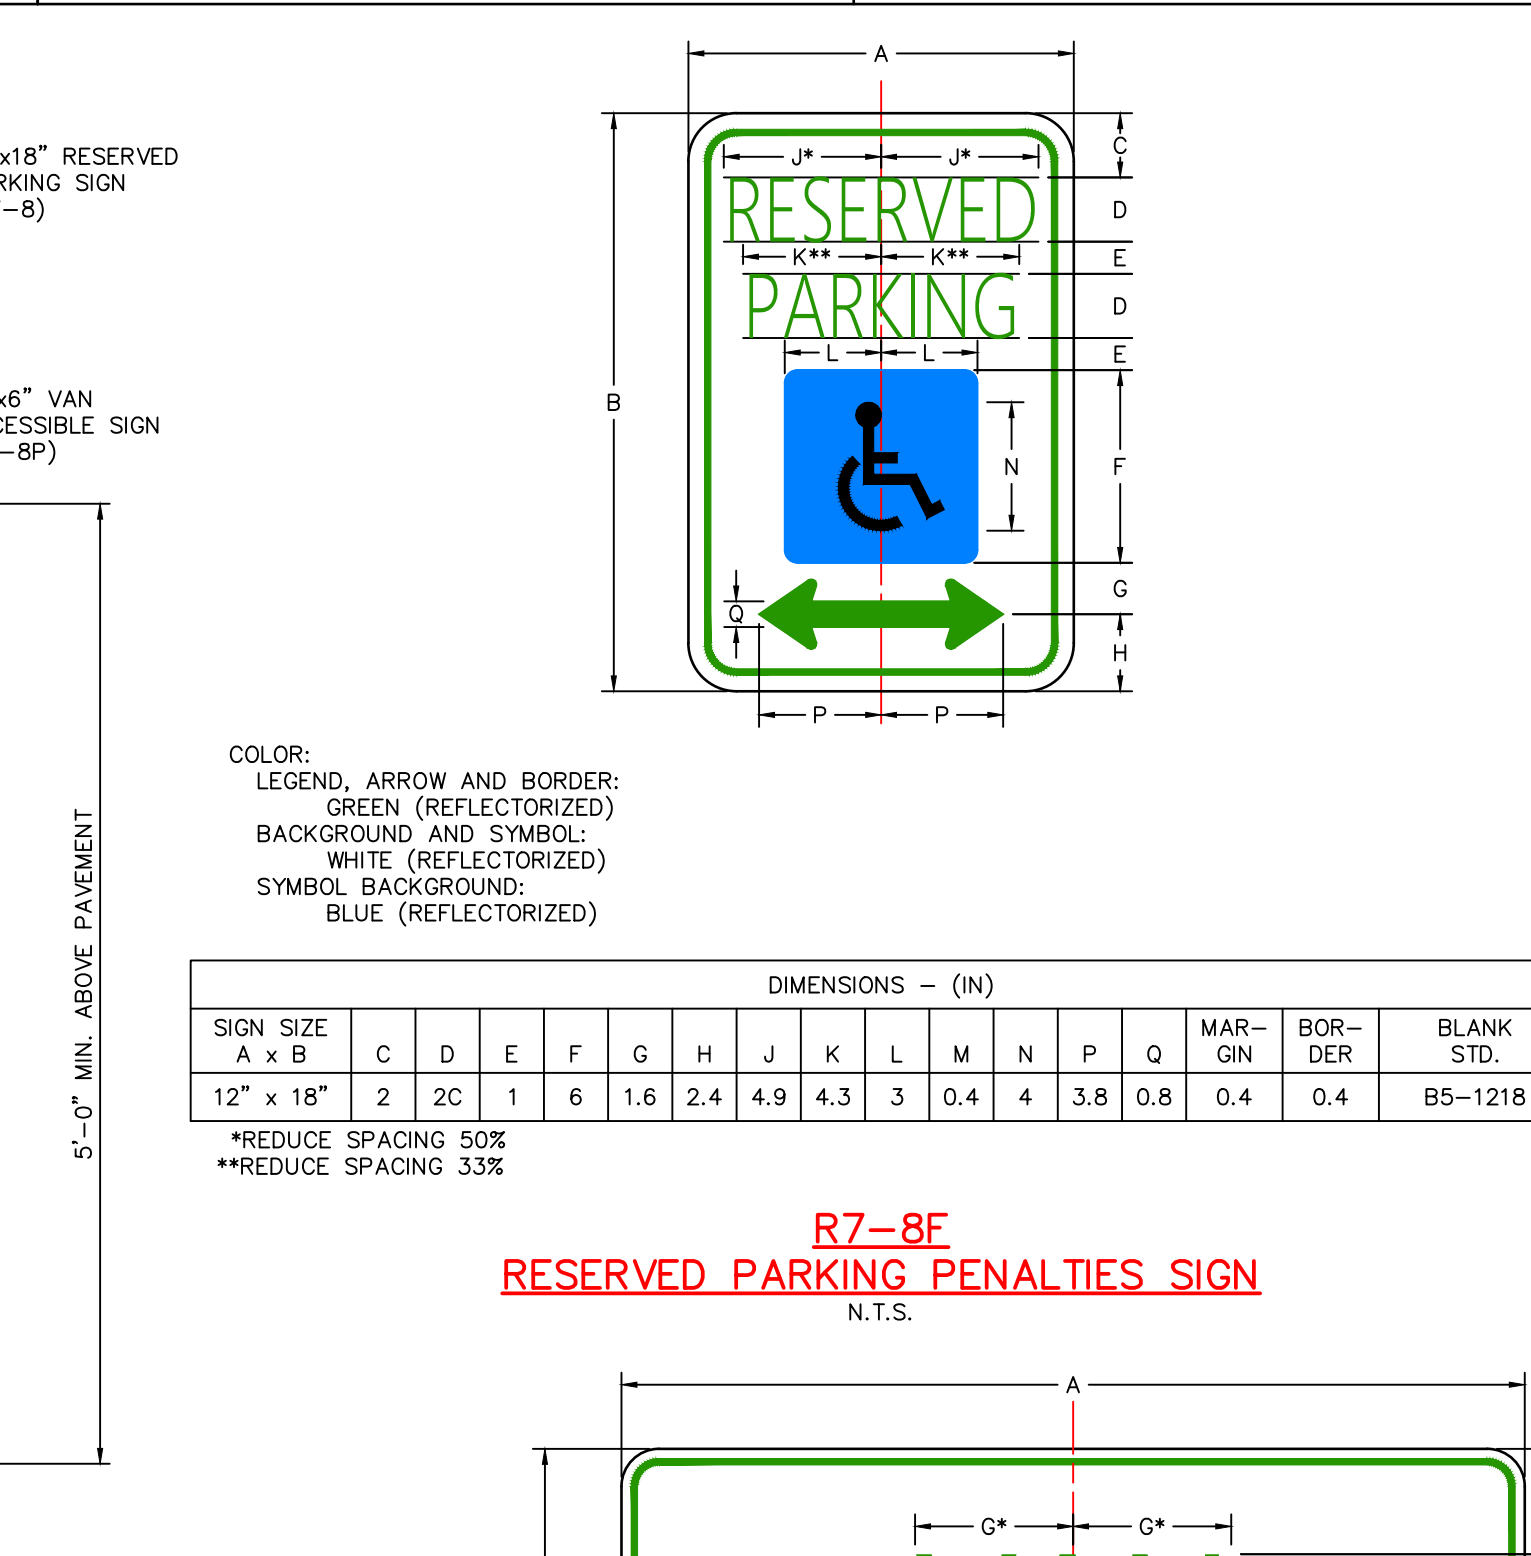 x18” RESERVED
RKING SIGN
–8)
x6” VAN
CESSIBLE SIGN
–8P)
5’–0” MIN. ABOVE PAVEMENT
A
B
C
J* J*
RESERVED
D
K** K**
E
PARKING
D
L L
E
N
F
G
Q
H
P P
COLOR:
LEGEND, ARROW AND BORDER:
GREEN (REFLECTORIZED)
BACKGROUND AND SYMBOL:
WHITE (REFLECTORIZED)
SYMBOL BACKGROUND:
BLUE (REFLECTORIZED)
DIMENSIONS – (IN)
SIGN SIZE A x B C D E F G H J K L M N P Q MAR–GIN BOR–DER BLANK STD.
12” x 18” 2 2C 1 6 1.6 2.4 4.9 4.3 3 0.4 4 3.8 0.8 0.4 0.4 B5–1218
*REDUCE SPACING 50%
**REDUCE SPACING 33%
R7–8F
RESERVED PARKING PENALTIES SIGN
N.T.S.
A
G* G*